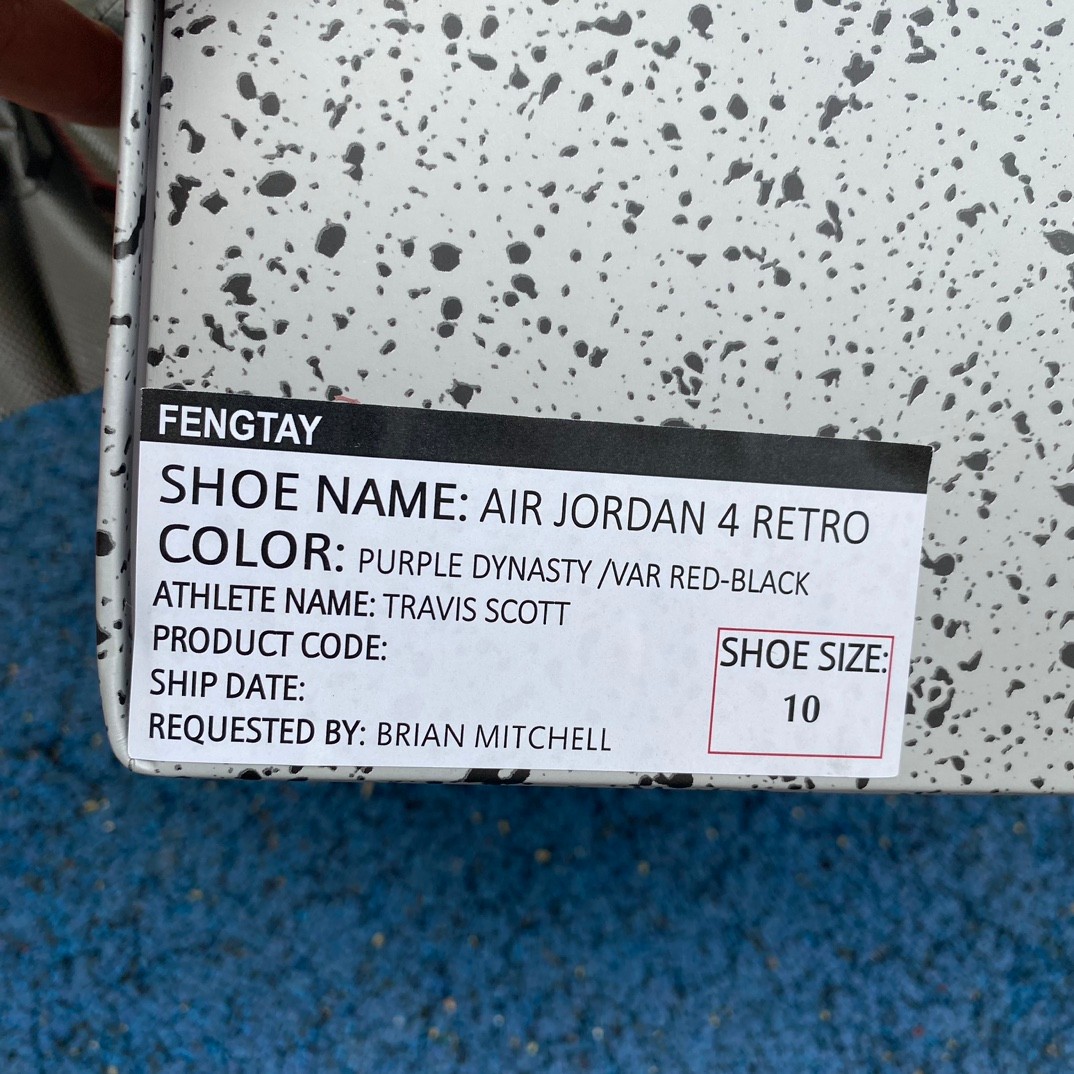 FENGTAY
SHOE NAME: AIR JORDAN 4 RETRO
COLOR: PURPLE DYNASTY /VAR RED-BLACK
ATHLETE NAME: TRAVIS SCOTT
PRODUCT CODE:
SHIP DATE:
REQUESTED BY: BRIAN MITCHELL
SHOE SIZE:
10